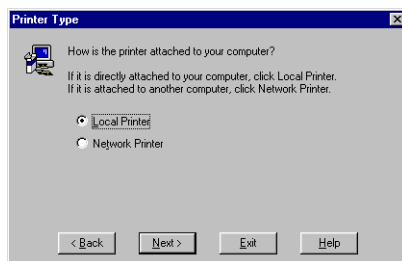 Printer Type
How is the printer attached to your computer?
If it is directly attached to your computer, click Local Printer.
If it is attached to another computer, click Network Printer.
Local Printer
Network Printer
< Back
Next >
Exit
Help